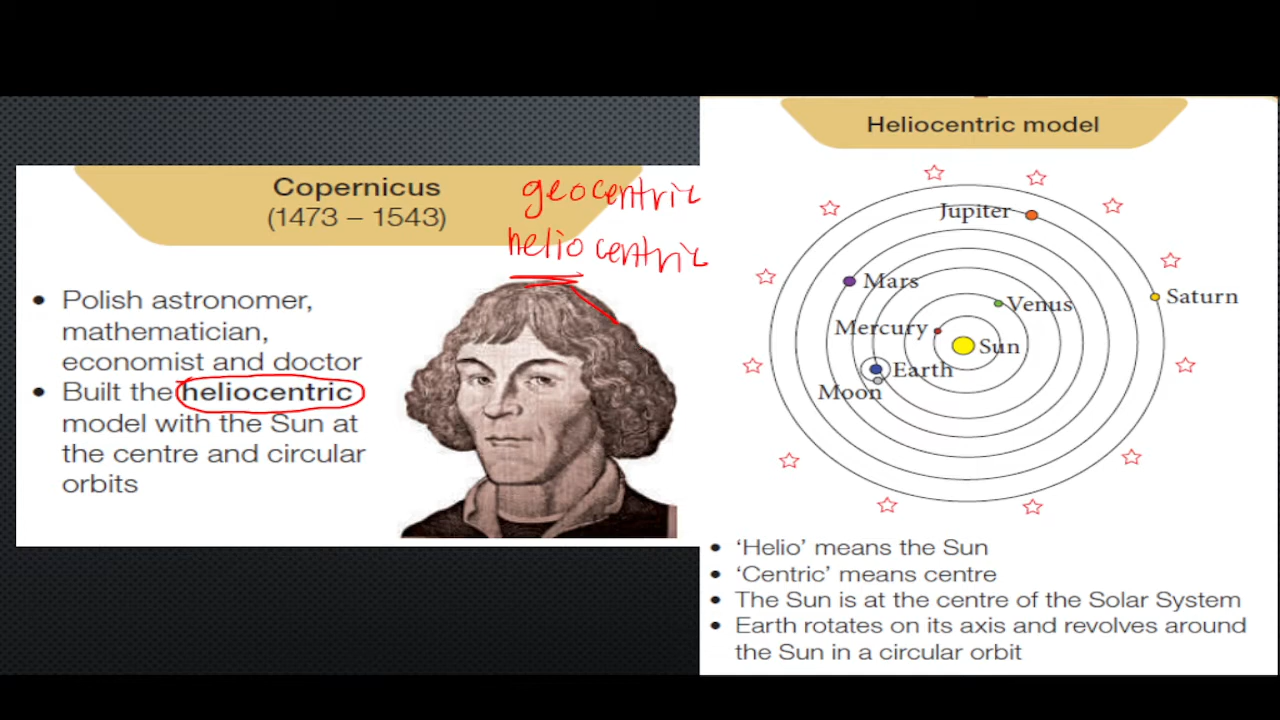 Copernicus
(1473 – 1543)
geocentric
heliocentric
• Polish astronomer,
mathematician,
economist and doctor
• Built the heliocentric
model with the Sun at
the centre and circular
orbits
Heliocentric model
Jupiter
Mars
Venus
Saturn
Mercury
Sun
Earth
Moon
• ‘Helio’ means the Sun
• ‘Centric’ means centre
• The Sun is at the centre of the Solar System
• Earth rotates on its axis and revolves around
the Sun in a circular orbit